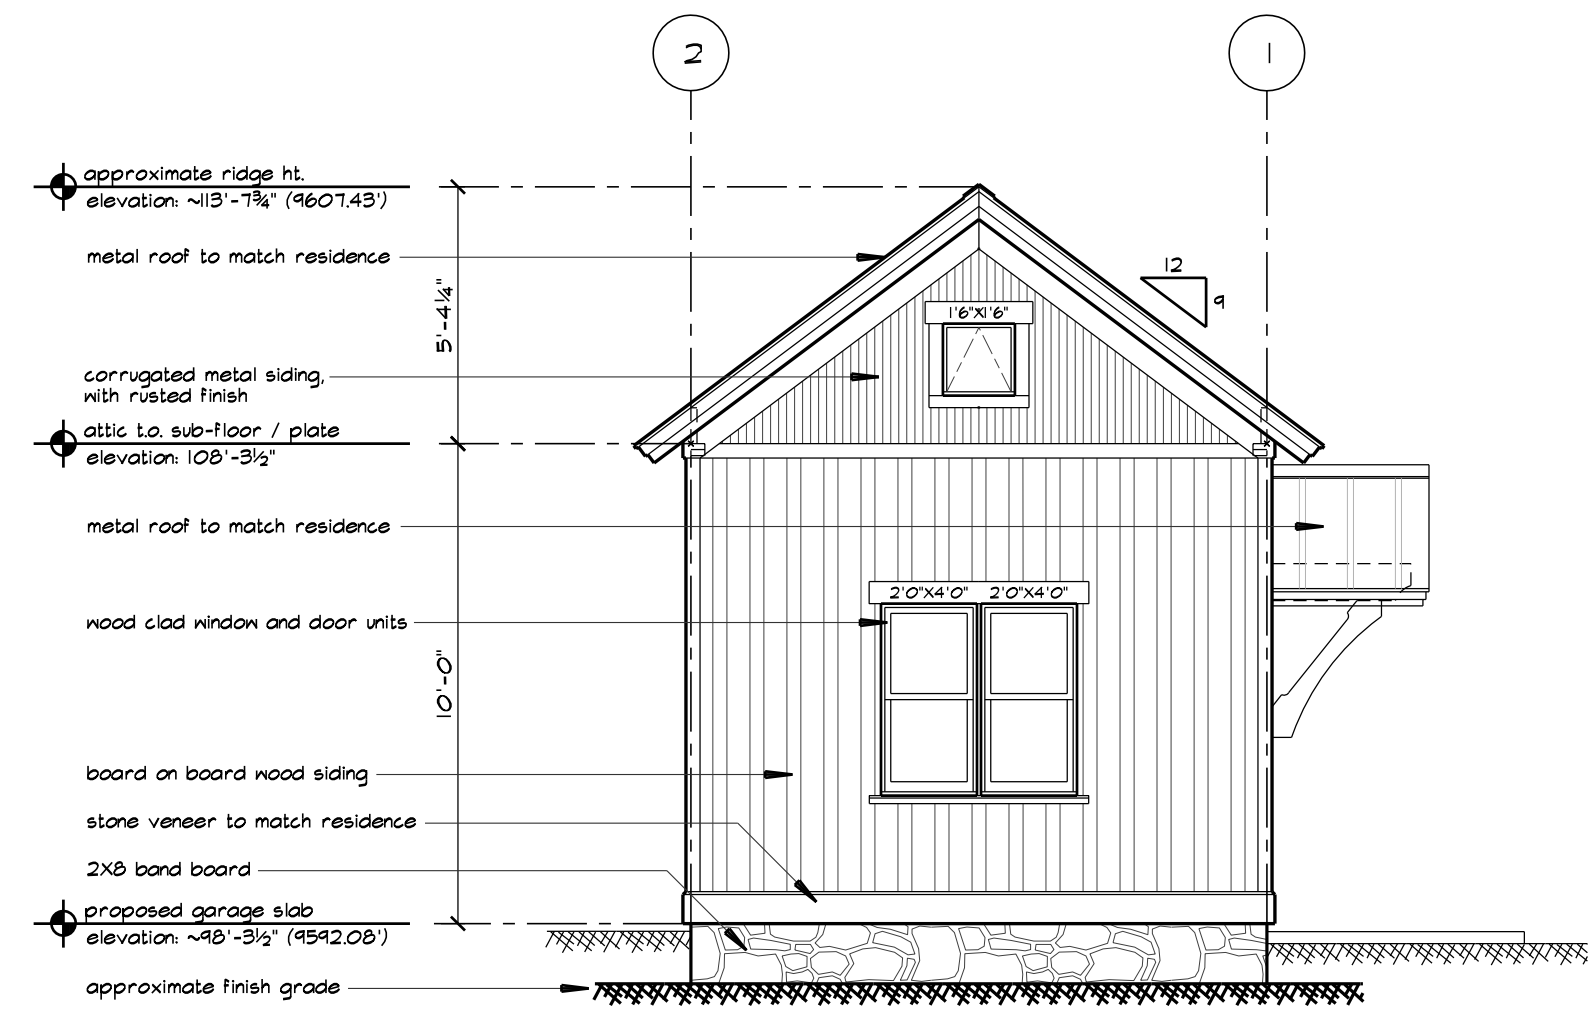 2
1
approximate ridge ht.
elevation: ~113'-7¾" (9607.43')
metal roof to match residence
12
9
5'-4¼"
1'6"X1'6"
corrugated metal siding,
with rusted finish
attic t.o. sub-floor / plate
elevation: 108'-3½"
metal roof to match residence
2'0"X4'0" 2'0"X4'0"
wood clad window and door units
10'-0"
board on board wood siding
stone veneer to match residence
2X8 band board
proposed garage slab
elevation: ~98'-3½" (9592.08')
approximate finish grade